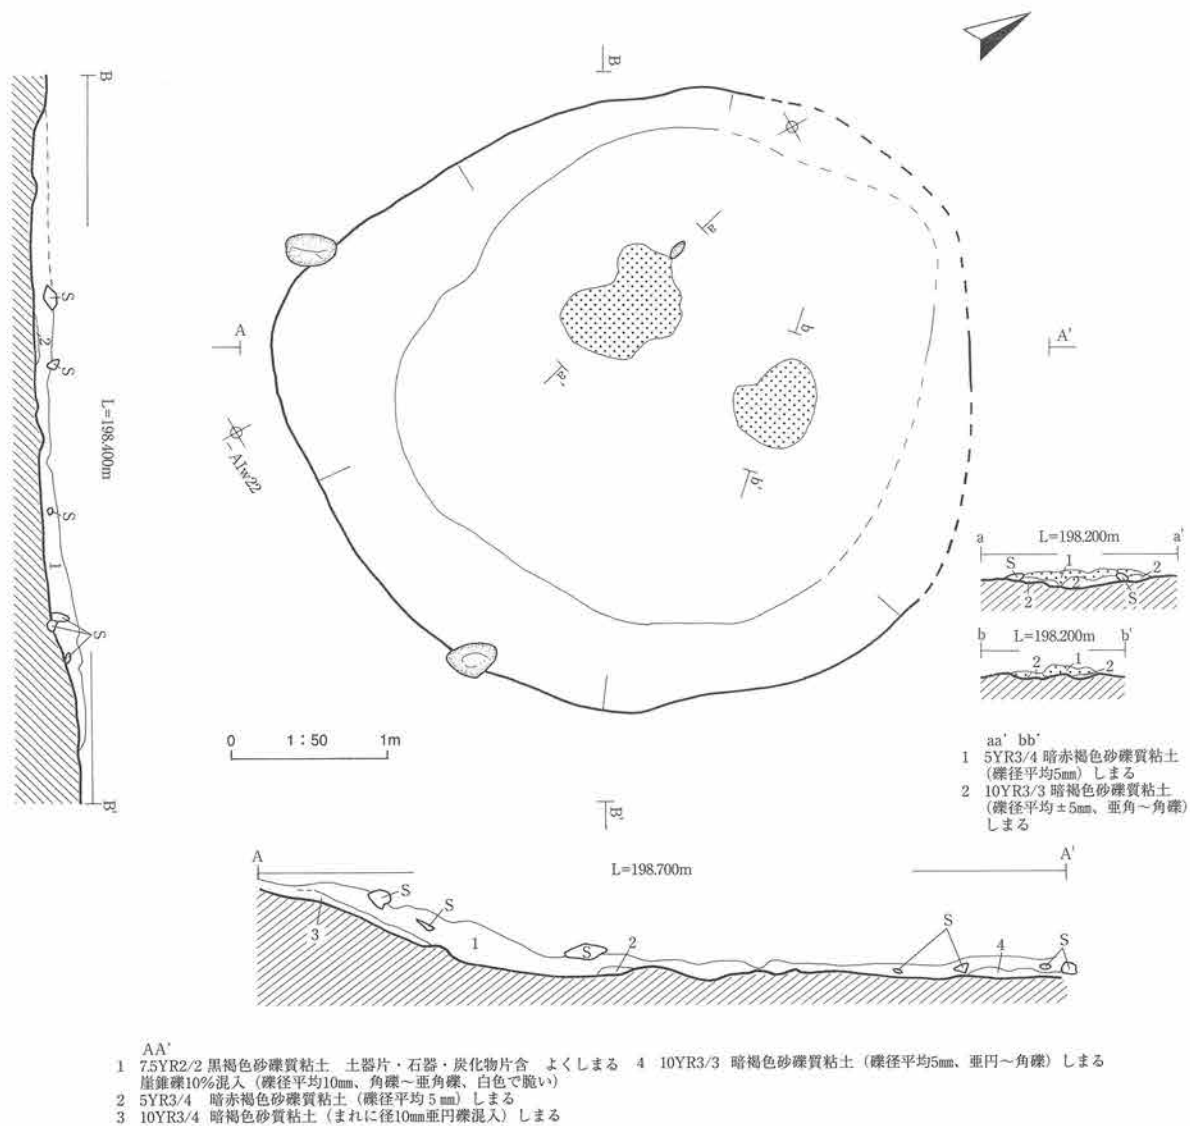 B
B
S
2
S
L=198.400m
S
1
S
B'
a
A
A'
b
a'
AIw22
b'
a L=198.200m a'
S 1 2
2 2 S
b L=198.200m b'
2 1 2
0 1:50 1m
aa' bb'
1 5YR3/4 暗赤褐色砂礫質粘土
(礫径平均5㎜) しまる
2 10YR3/3 暗褐色砂礫質粘土
(礫径平均±5㎜、亜角～角礫)
しまる
B'
A L=198.700m A'
S
S
3 1 S 2
S 4 S
AA'
1 7.5YR2/2 黒褐色砂礫質粘土 土器片・石器・炭化物片含 よくしまる
崖錐礫10%混入 (礫径平均10㎜、角礫～亜角礫、白色で脆い)
2 5YR3/4 暗赤褐色砂礫質粘土 (礫径平均5㎜) しまる
3 10YR3/4 暗褐色砂質粘土 (まれに径10㎜亜円礫混入) しまる
4 10YR3/3 暗褐色砂礫質粘土 (礫径平均5㎜、亜円～角礫) しまる